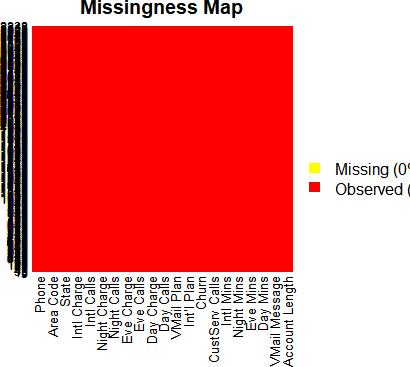 Missingness Map
Missing (0%
Observed (
Phone
Area Code
State
Intl Charge
Intl Calls
Night Charge
Night Calls
Eve Charge
Eve Calls
Day Charge
Day Calls
VMail Plan
Int'l Plan
Churn
CustServ Calls
Intl Mins
Night Mins
Eve Mins
Day Mins
VMail Message
Account Length